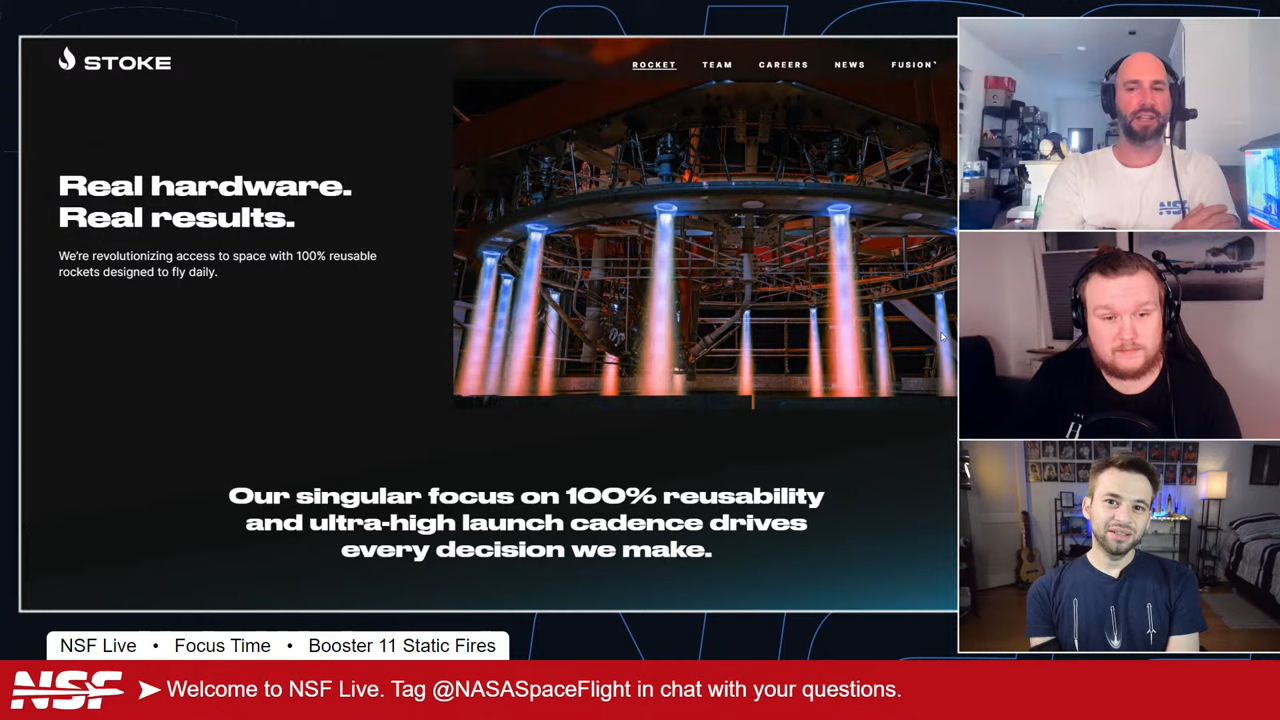 STOKE
ROCKET TEAM CAREERS NEWS FUSION
Real hardware.
Real results.
We're revolutionizing access to space with 100% reusable
rockets designed to fly daily.
Our singular focus on 100% reusability
and ultra-high launch cadence drives
every decision we make.
NSF
THE
H
NSF Live • Focus Time • Booster 11 Static Fires
NSF Welcome to NSF Live. Tag @NASASpaceFlight in chat with your questions.